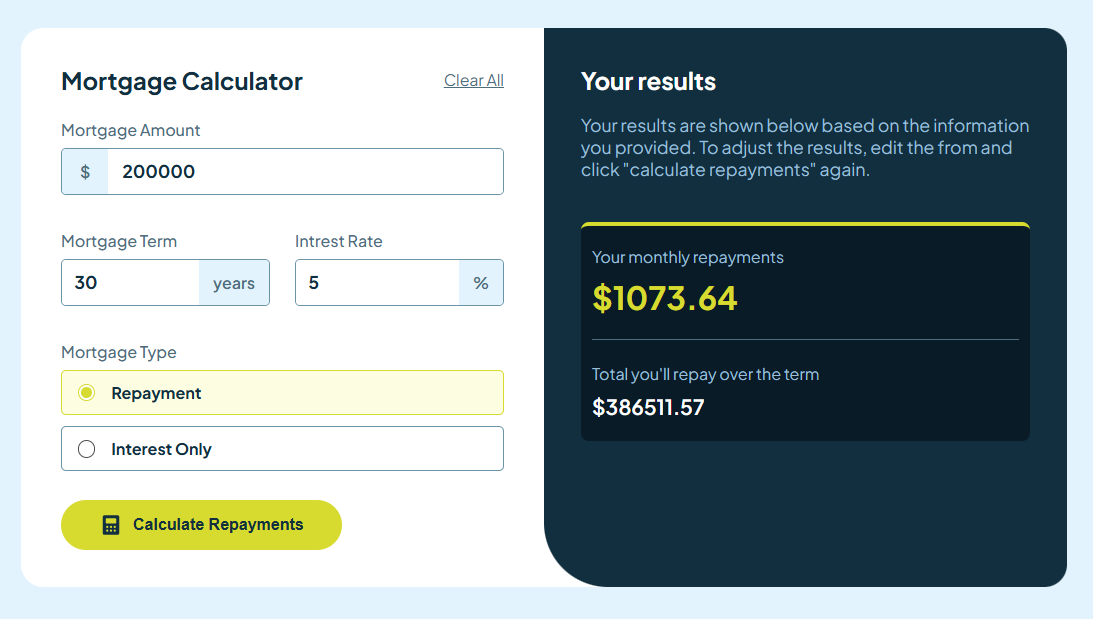 Mortgage Calculator
Clear All
Mortgage Amount
$ 200000
Mortgage Term
30 years
Intrest Rate
5 %
Mortgage Type
Repayment
Interest Only
Calculate Repayments
Your results
Your results are shown below based on the information
you provided. To adjust the results, edit the from and
click "calculate repayments" again.
Your monthly repayments
$1073.64
Total you'll repay over the term
$386511.57